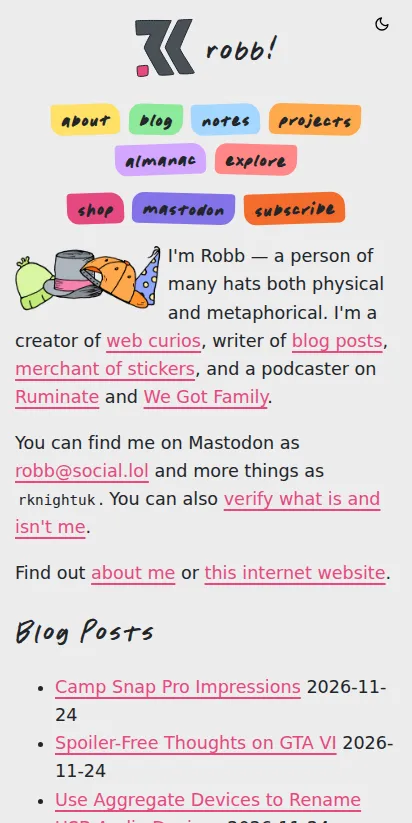 robb!
about blog notes projects
almanac explore
shop mastodon subscribe
I'm Robb — a person of
many hats both physical
and metaphorical. I'm a
creator of web curios, writer of blog posts,
merchant of stickers, and a podcaster on
Ruminate and We Got Family.
You can find me on Mastodon as
robb@social.lol and more things as
rknightuk. You can also verify what is and
isn't me.
Find out about me or this internet website.
Blog Posts
• Camp Snap Pro Impressions 2026-11-
24
• Spoiler-Free Thoughts on GTA VI 2026-
11-24
• Use Aggregate Devices to Rename